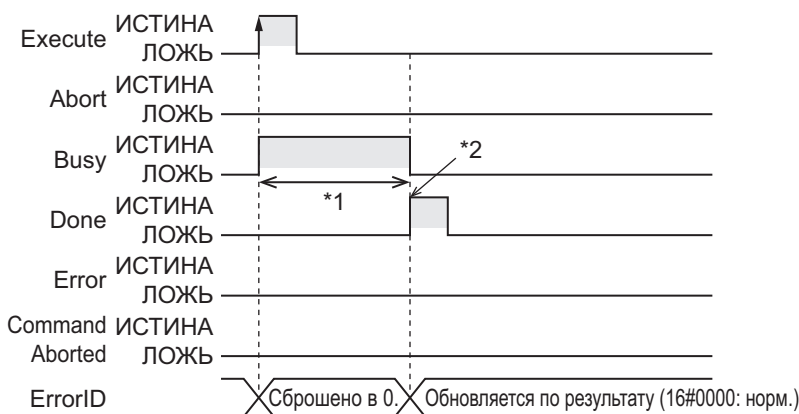 Execute ИСТИНА
ЛОЖЬ
Abort ИСТИНА
ЛОЖЬ
Busy ИСТИНА
ЛОЖЬ
*2
*1
Done ИСТИНА
ЛОЖЬ
Error ИСТИНА
ЛОЖЬ
Command ИСТИНА
Aborted ЛОЖЬ
ErrorID Сброшено в 0. Обновляется по результату (16#0000: норм.)